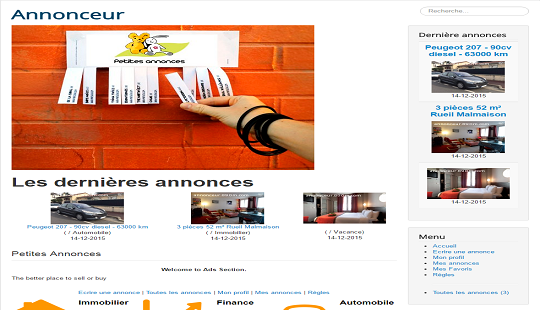 Annonceur
Recherche...
Petites annonces
Les dernières annonces
Peugeot 207 - 90cv diesel - 63000 km
( / Automobile)
14-12-2015
3 pièces 52 m² Rueil Malmaison
( / Immobilier)
14-12-2015
( / Vacance)
14-12-2015
Petites Annonces
Welcome to Ads Section.
The better place to sell or buy
Ecrire une annonce | Toutes les annonces | Mon profil | Mes annonces | Règles
Immobilier
Finance
Automobile
Dernière annonces
Peugeot 207 - 90cv
diesel - 63000 km
14-12-2015
3 pièces 52 m²
Rueil Malmaison
14-12-2015
14-12-2015
Menu
Accueil
Ecrire une annonce
Mon profil
Mes annonces
Mes Favoris
Règles
Toutes les annonces (3)